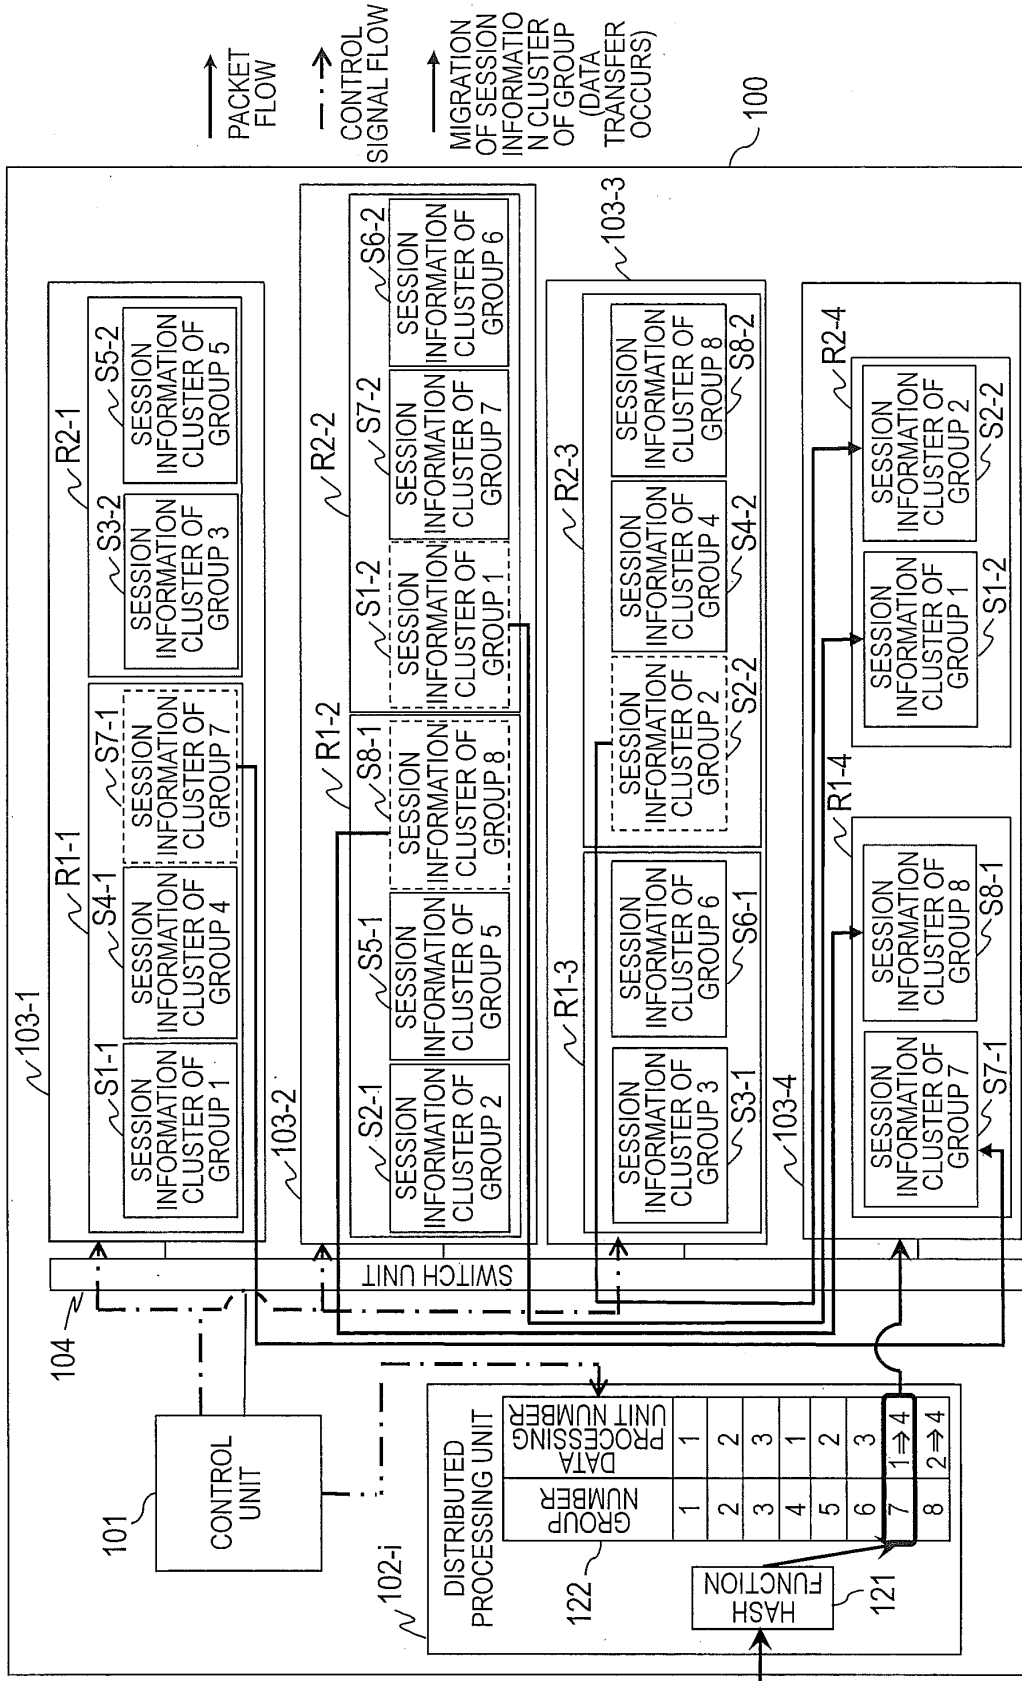 PACKET
FLOW
CONTROL
SIGNAL FLOW
MIGRATION
OF SESSION
INFORMATIO
N CLUSTER
OF GROUP
(DATA
TRANSFER
OCCURS)
100
103-1
R1-1
R2-1
S1-1
SESSION
INFORMATION
CLUSTER OF
GROUP 1
S4-1
SESSION
INFORMATION
CLUSTER OF
GROUP 4
S7-1
SESSION
INFORMATION
CLUSTER OF
GROUP 7
S3-2
SESSION
INFORMATION
CLUSTER OF
GROUP 3
S5-2
SESSION
INFORMATION
CLUSTER OF
GROUP 5
103-2
R1-2
R2-2
S2-1
SESSION
INFORMATION
CLUSTER OF
GROUP 2
S5-1
SESSION
INFORMATION
CLUSTER OF
GROUP 5
S8-1
SESSION
INFORMATION
CLUSTER OF
GROUP 8
S1-2
SESSION
INFORMATION
CLUSTER OF
GROUP 1
S7-2
SESSION
INFORMATION
CLUSTER OF
GROUP 7
S6-2
SESSION
INFORMATION
CLUSTER OF
GROUP 6
103-3
R1-3
R2-3
SESSION
INFORMATION
CLUSTER OF
GROUP 3
S3-1
SESSION
INFORMATION
CLUSTER OF
GROUP 6
S6-1
SESSION
INFORMATION
CLUSTER OF
GROUP 2
S2-2
SESSION
INFORMATION
CLUSTER OF
GROUP 4
S4-2
SESSION
INFORMATION
CLUSTER OF
GROUP 8
S8-2
103-4
R1-4
R2-4
SESSION
INFORMATION
CLUSTER OF
GROUP 7
S7-1
SESSION
INFORMATION
CLUSTER OF
GROUP 8
S8-1
SESSION
INFORMATION
CLUSTER OF
GROUP 1
S1-2
SESSION
INFORMATION
CLUSTER OF
GROUP 2
S2-2
104
SWITCH UNIT
101
CONTROL
UNIT
102-i
DISTRIBUTED
PROCESSING UNIT
122
GROUP
NUMBER
DATA
PROCESSING
UNIT NUMBER
1 1
2 2
3 3
4 1
5 2
6 3
7 1⇒4
8 2⇒4
HASH
FUNCTION
121